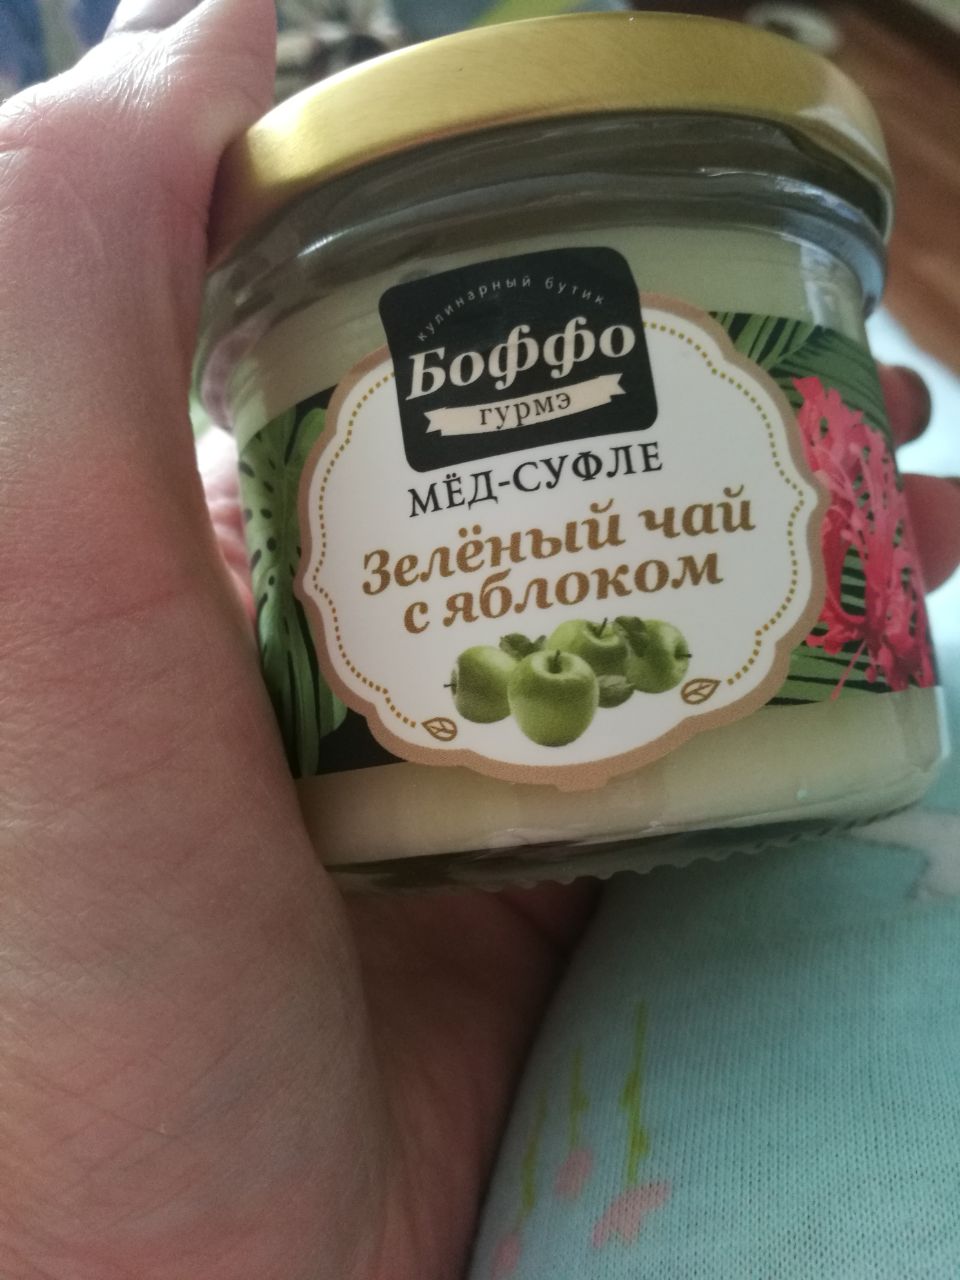 кулинарный бутик
Боффо
гурмэ
МЁД-СУФЛЕ
Зелёный чай
с яблоком